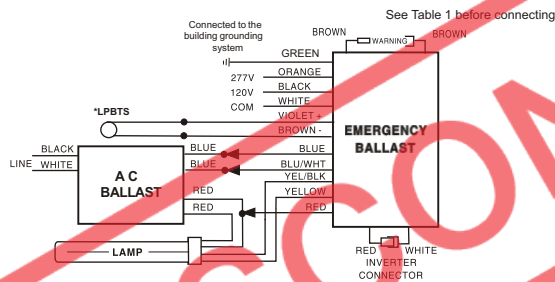 See Table 1 before connecting
Connected to the
building grounding
system
BROWN
WARNING
BROWN
GREEN
277V ORANGE
120V BLACK
COM WHITE
*LPBTS
VIOLET +
BROWN -
EMERGENCY
BALLAST
BLACK
LINE WHITE
A C
BALLAST
BLUE BLUE
BLUE BLU/WHT
YEL/BLK
RED YELLOW
RED RED
LAMP
RED WHITE
INVERTER
CONNECTOR
COM